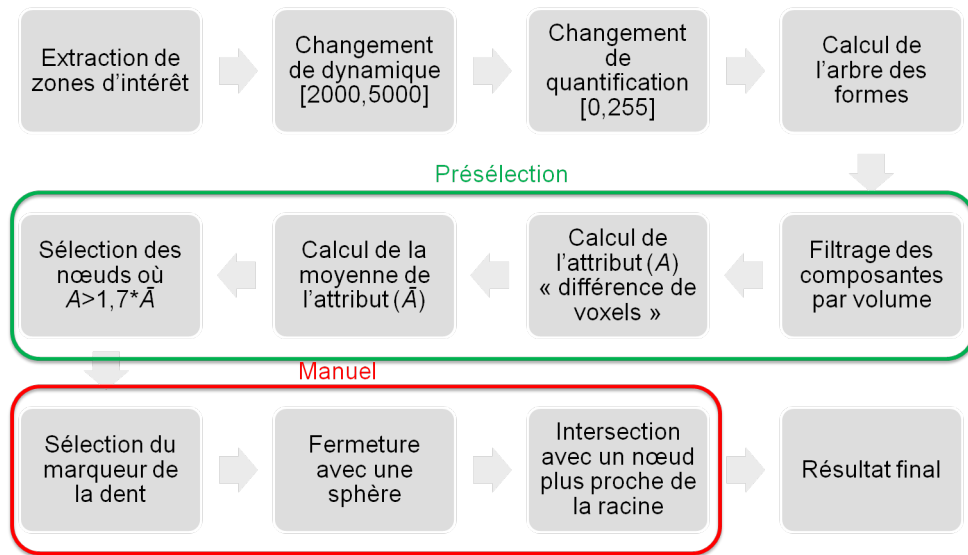 Extraction de
zones d'intérêt
Changement
de dynamique
[2000,5000]
Changement
de
quantification
[0,255]
Calcul de
l'arbre des
formes
Présélection
Filtrage des
composantes
par volume
Calcul de
l'attribut (A)
« différence de
voxels »
Calcul de la
moyenne de
l'attribut (Ā)
Sélection des
nœuds où
A>1,7*Ā
Manuel
Sélection du
marqueur de
la dent
Fermeture
avec une
sphère
Intersection
avec un nœud
plus proche de
la racine
Résultat final